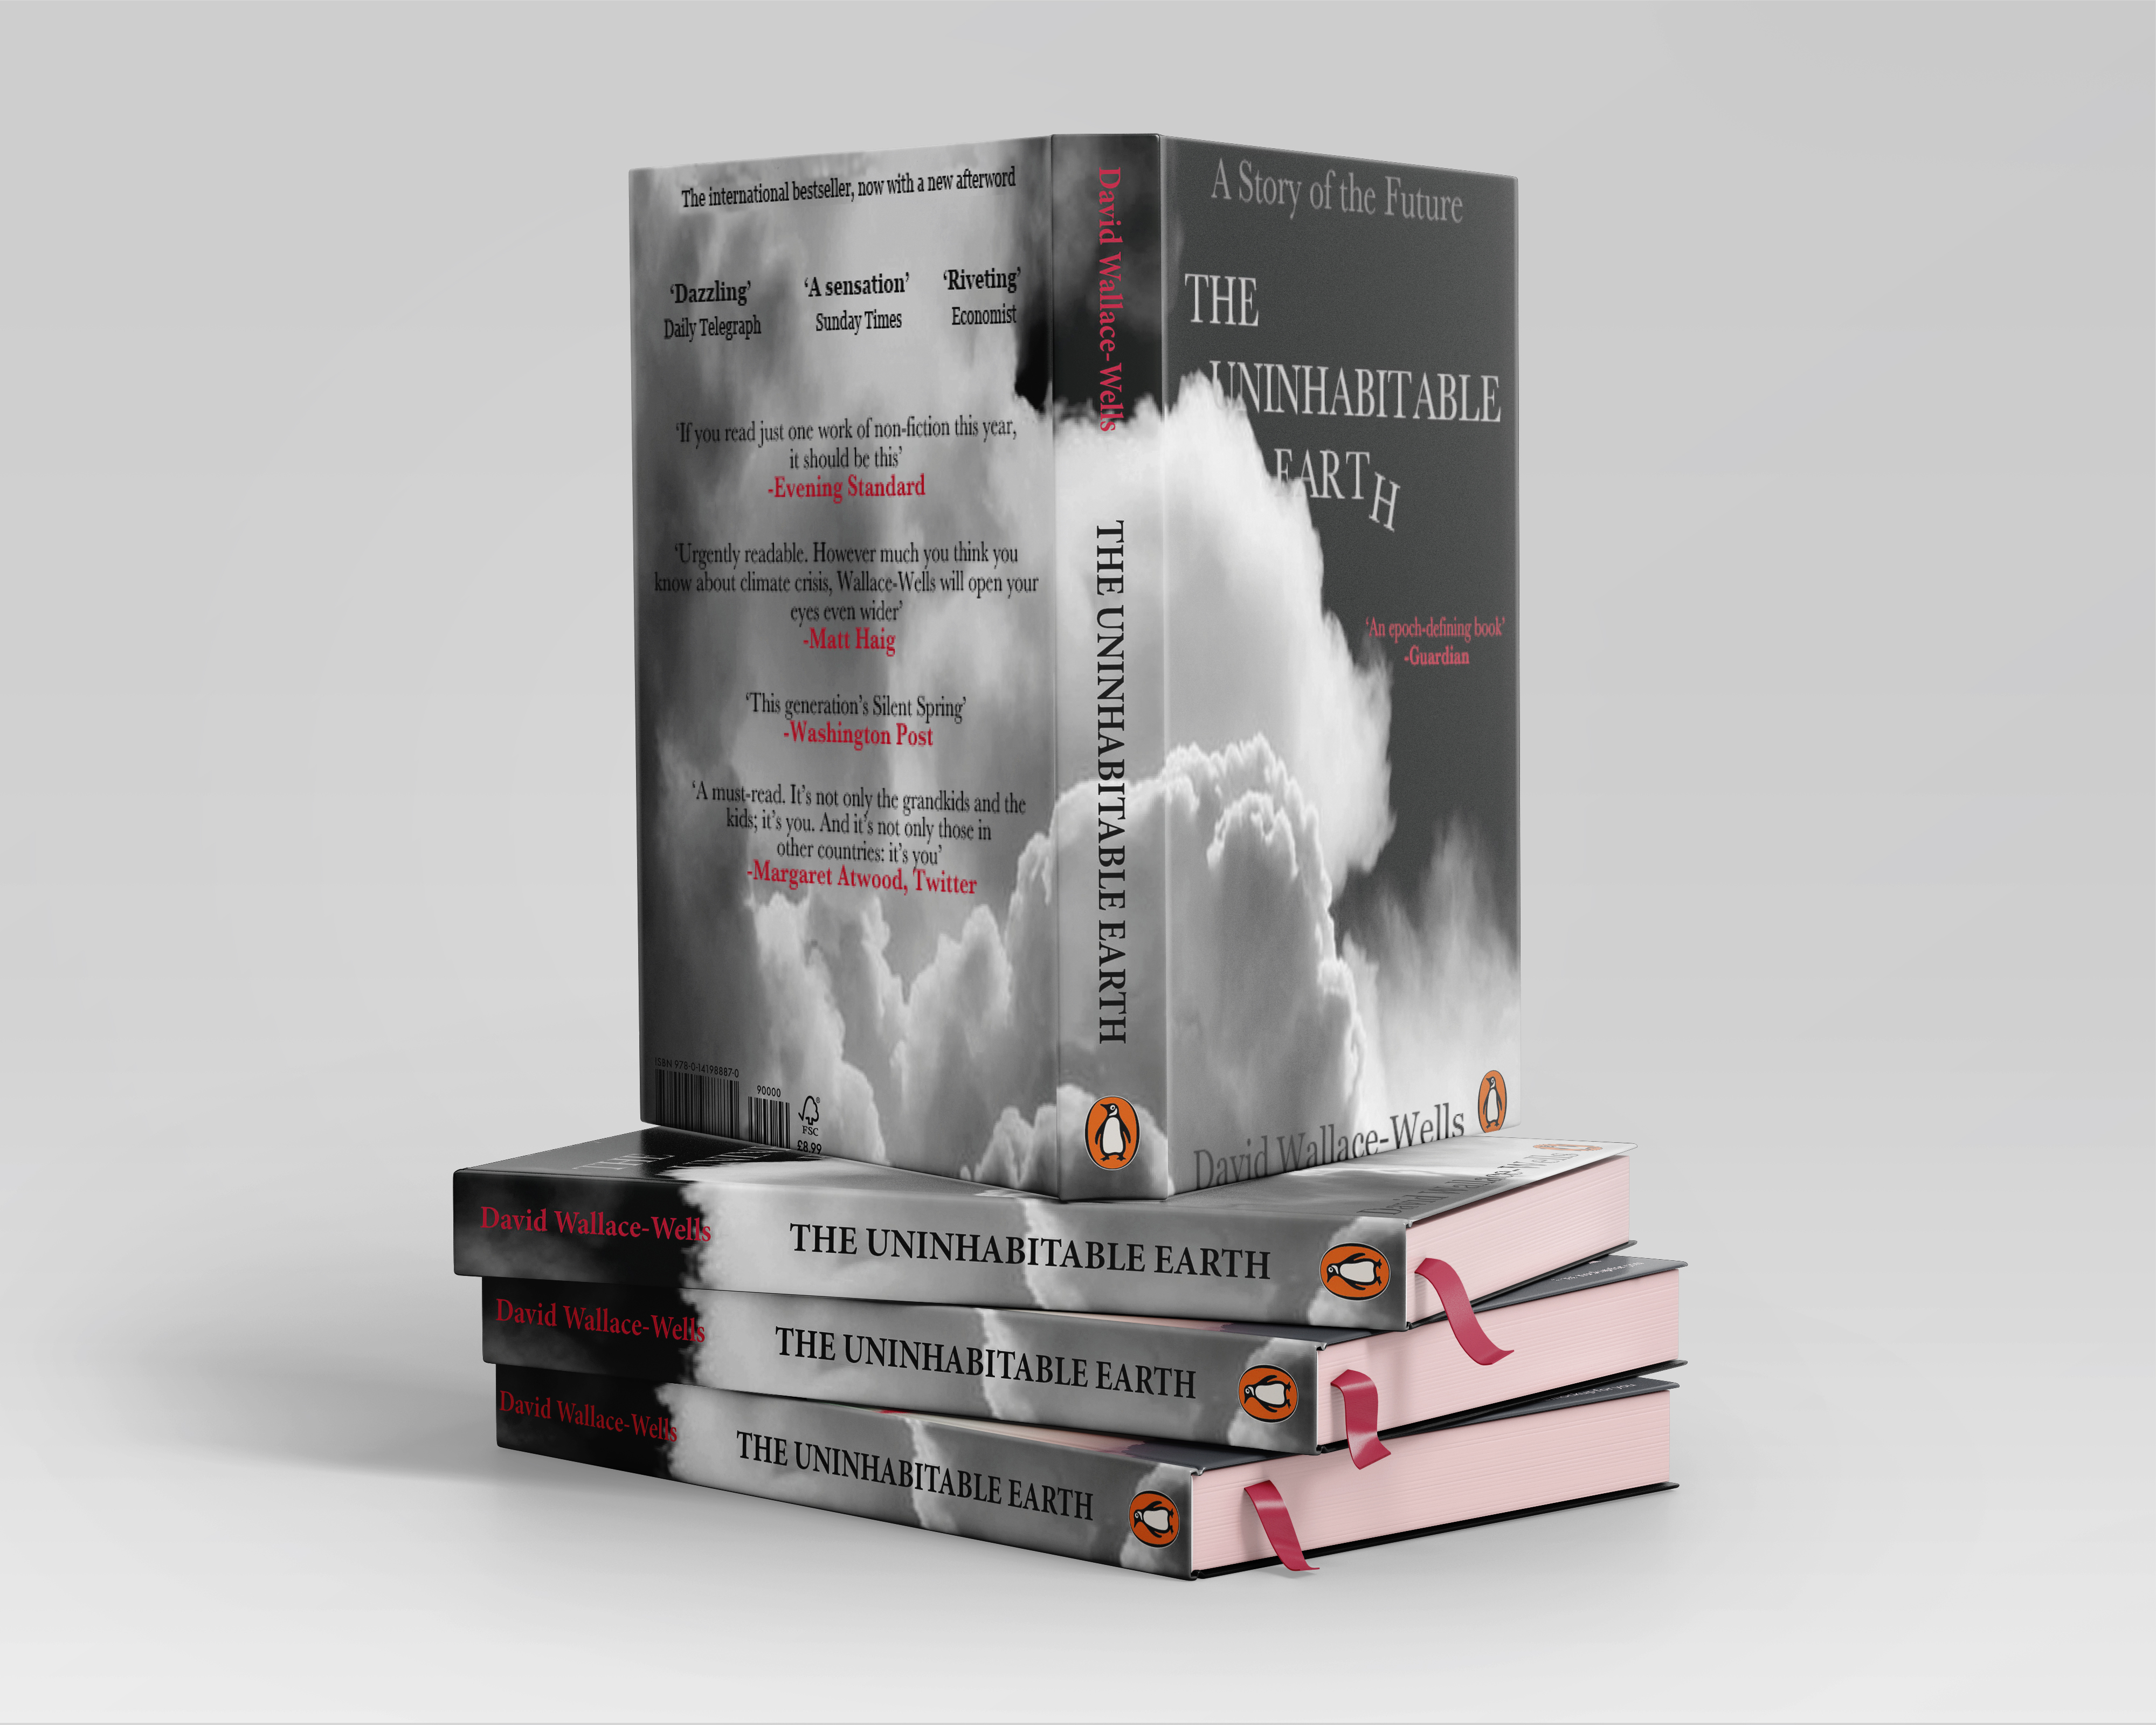 The international bestseller, now with a new afterword
‘Dazzling’
Daily Telegraph
‘A sensation’
Sunday Times
‘Riveting’
Economist
‘If you read just one work of non-fiction this year,
it should be this’
-Evening Standard
‘Urgently readable. However much you think you
know about climate crisis, Wallace-Wells will open your
eyes even wider’
-Matt Haig
‘This generation’s Silent Spring’
-Washington Post
‘A must-read. It’s not only the grandkids and the
kids; it’s you. And it’s not only those in
other countries: it’s you’
-Margaret Atwood, Twitter
ISBN 978-0-14198887-0
90000
FSC
£8.99
David Wallace-Wells
THE UNINHABITABLE EARTH
A Story of the Future
THE
UNINHABITABLE
EARTH
‘An epoch-defining book’
-Guardian
David Wallace-Wells
THE
David Wallace-Wells
David Wallace-Wells
THE UNINHABITABLE EARTH
David Wallace-Wells
THE UNINHABITABLE EARTH
David Wallace-Wells
THE UNINHABITABLE EARTH